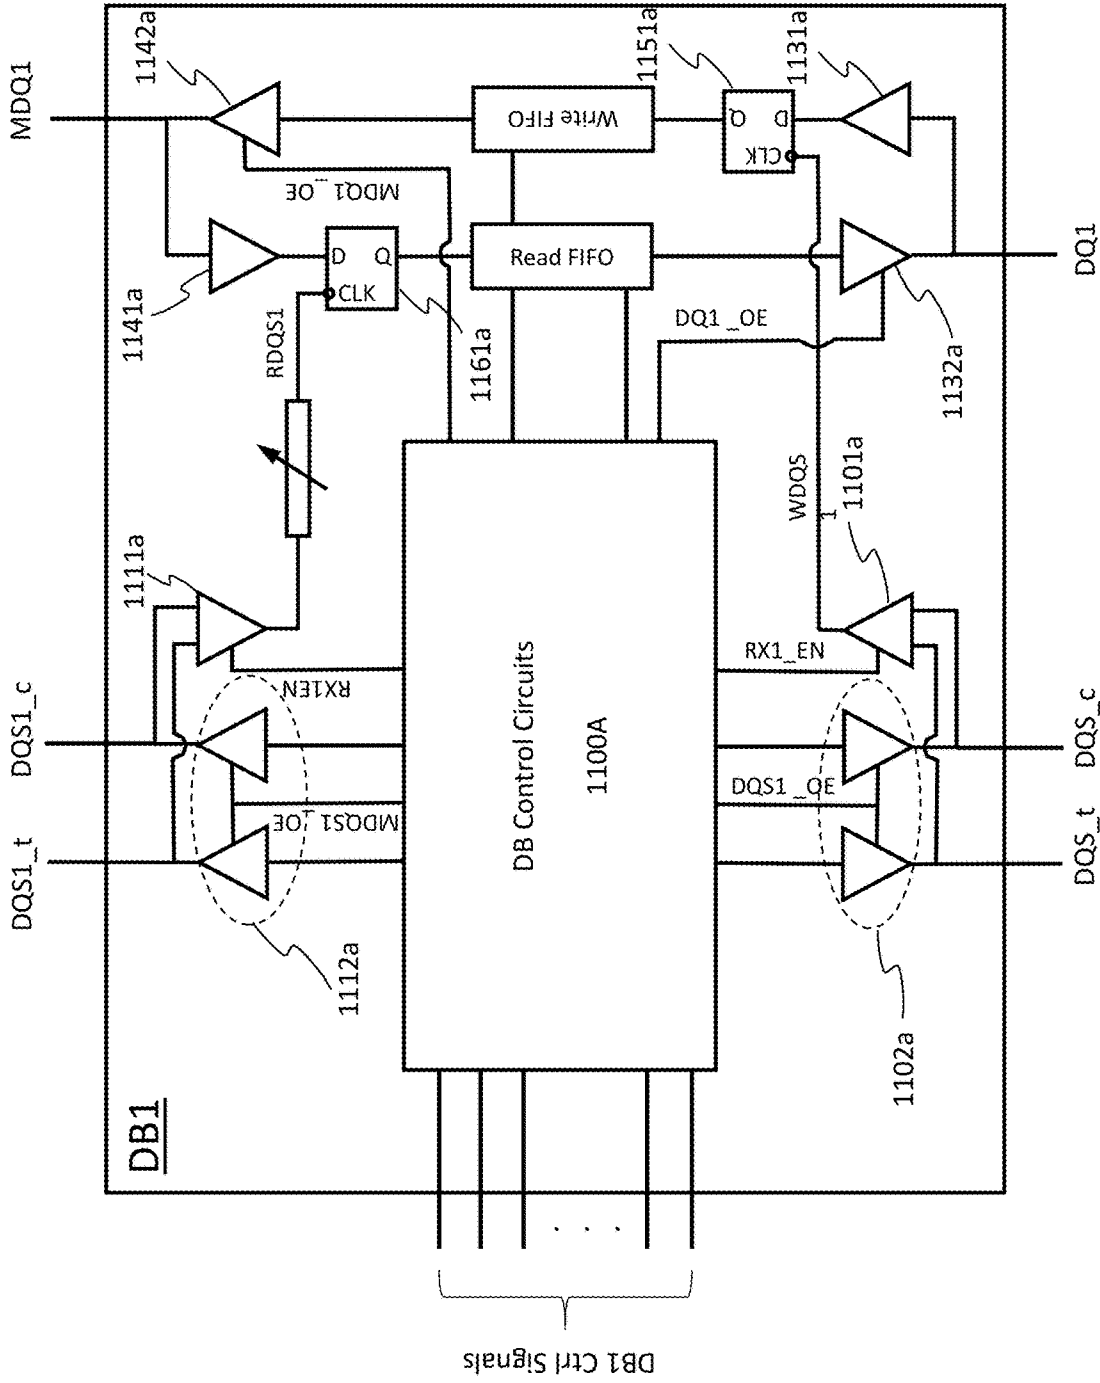 MDQ1
1142a
1151a
1131a
Write FIFO
Q
D
CLK
MDQ1_OE
1141a
D
Q
CLK
Read FIFO
DQ1
RDQS1
1161a
DQ1_OE
1132a
1111a
WDQS
1
1101a
DQS1_c
RX1EN
RX1_EN
DB Control Circuits
1100A
DQS_c
DQS1_t
MDQS1_OE
DQS1_OE
DQS_t
1112a
1102a
DB1
. . .
DB1 Ctrl Signals